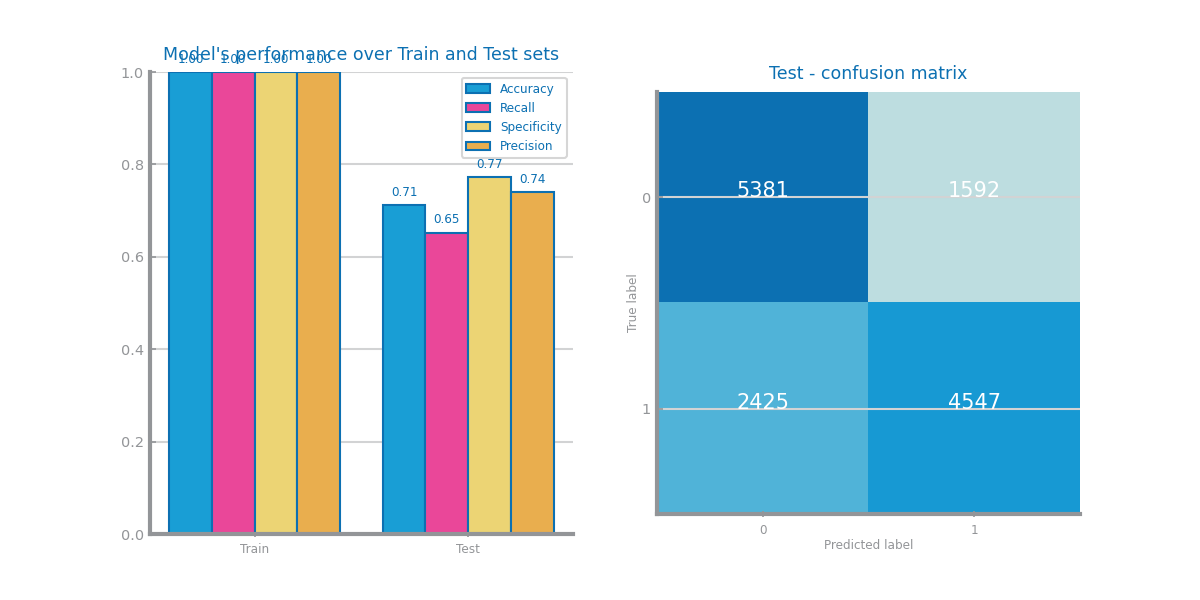 Model's performance over Train and Test sets
1.00 1.00 1.00 1.00
1.0
0.8
0.6
0.4
0.2
0.0
Accuracy
Recall
Specificity
Precision
0.71
0.65
0.77
0.74
Train Test
Test - confusion matrix
True label
0
1
5381 1592
2425 4547
0 1
Predicted label